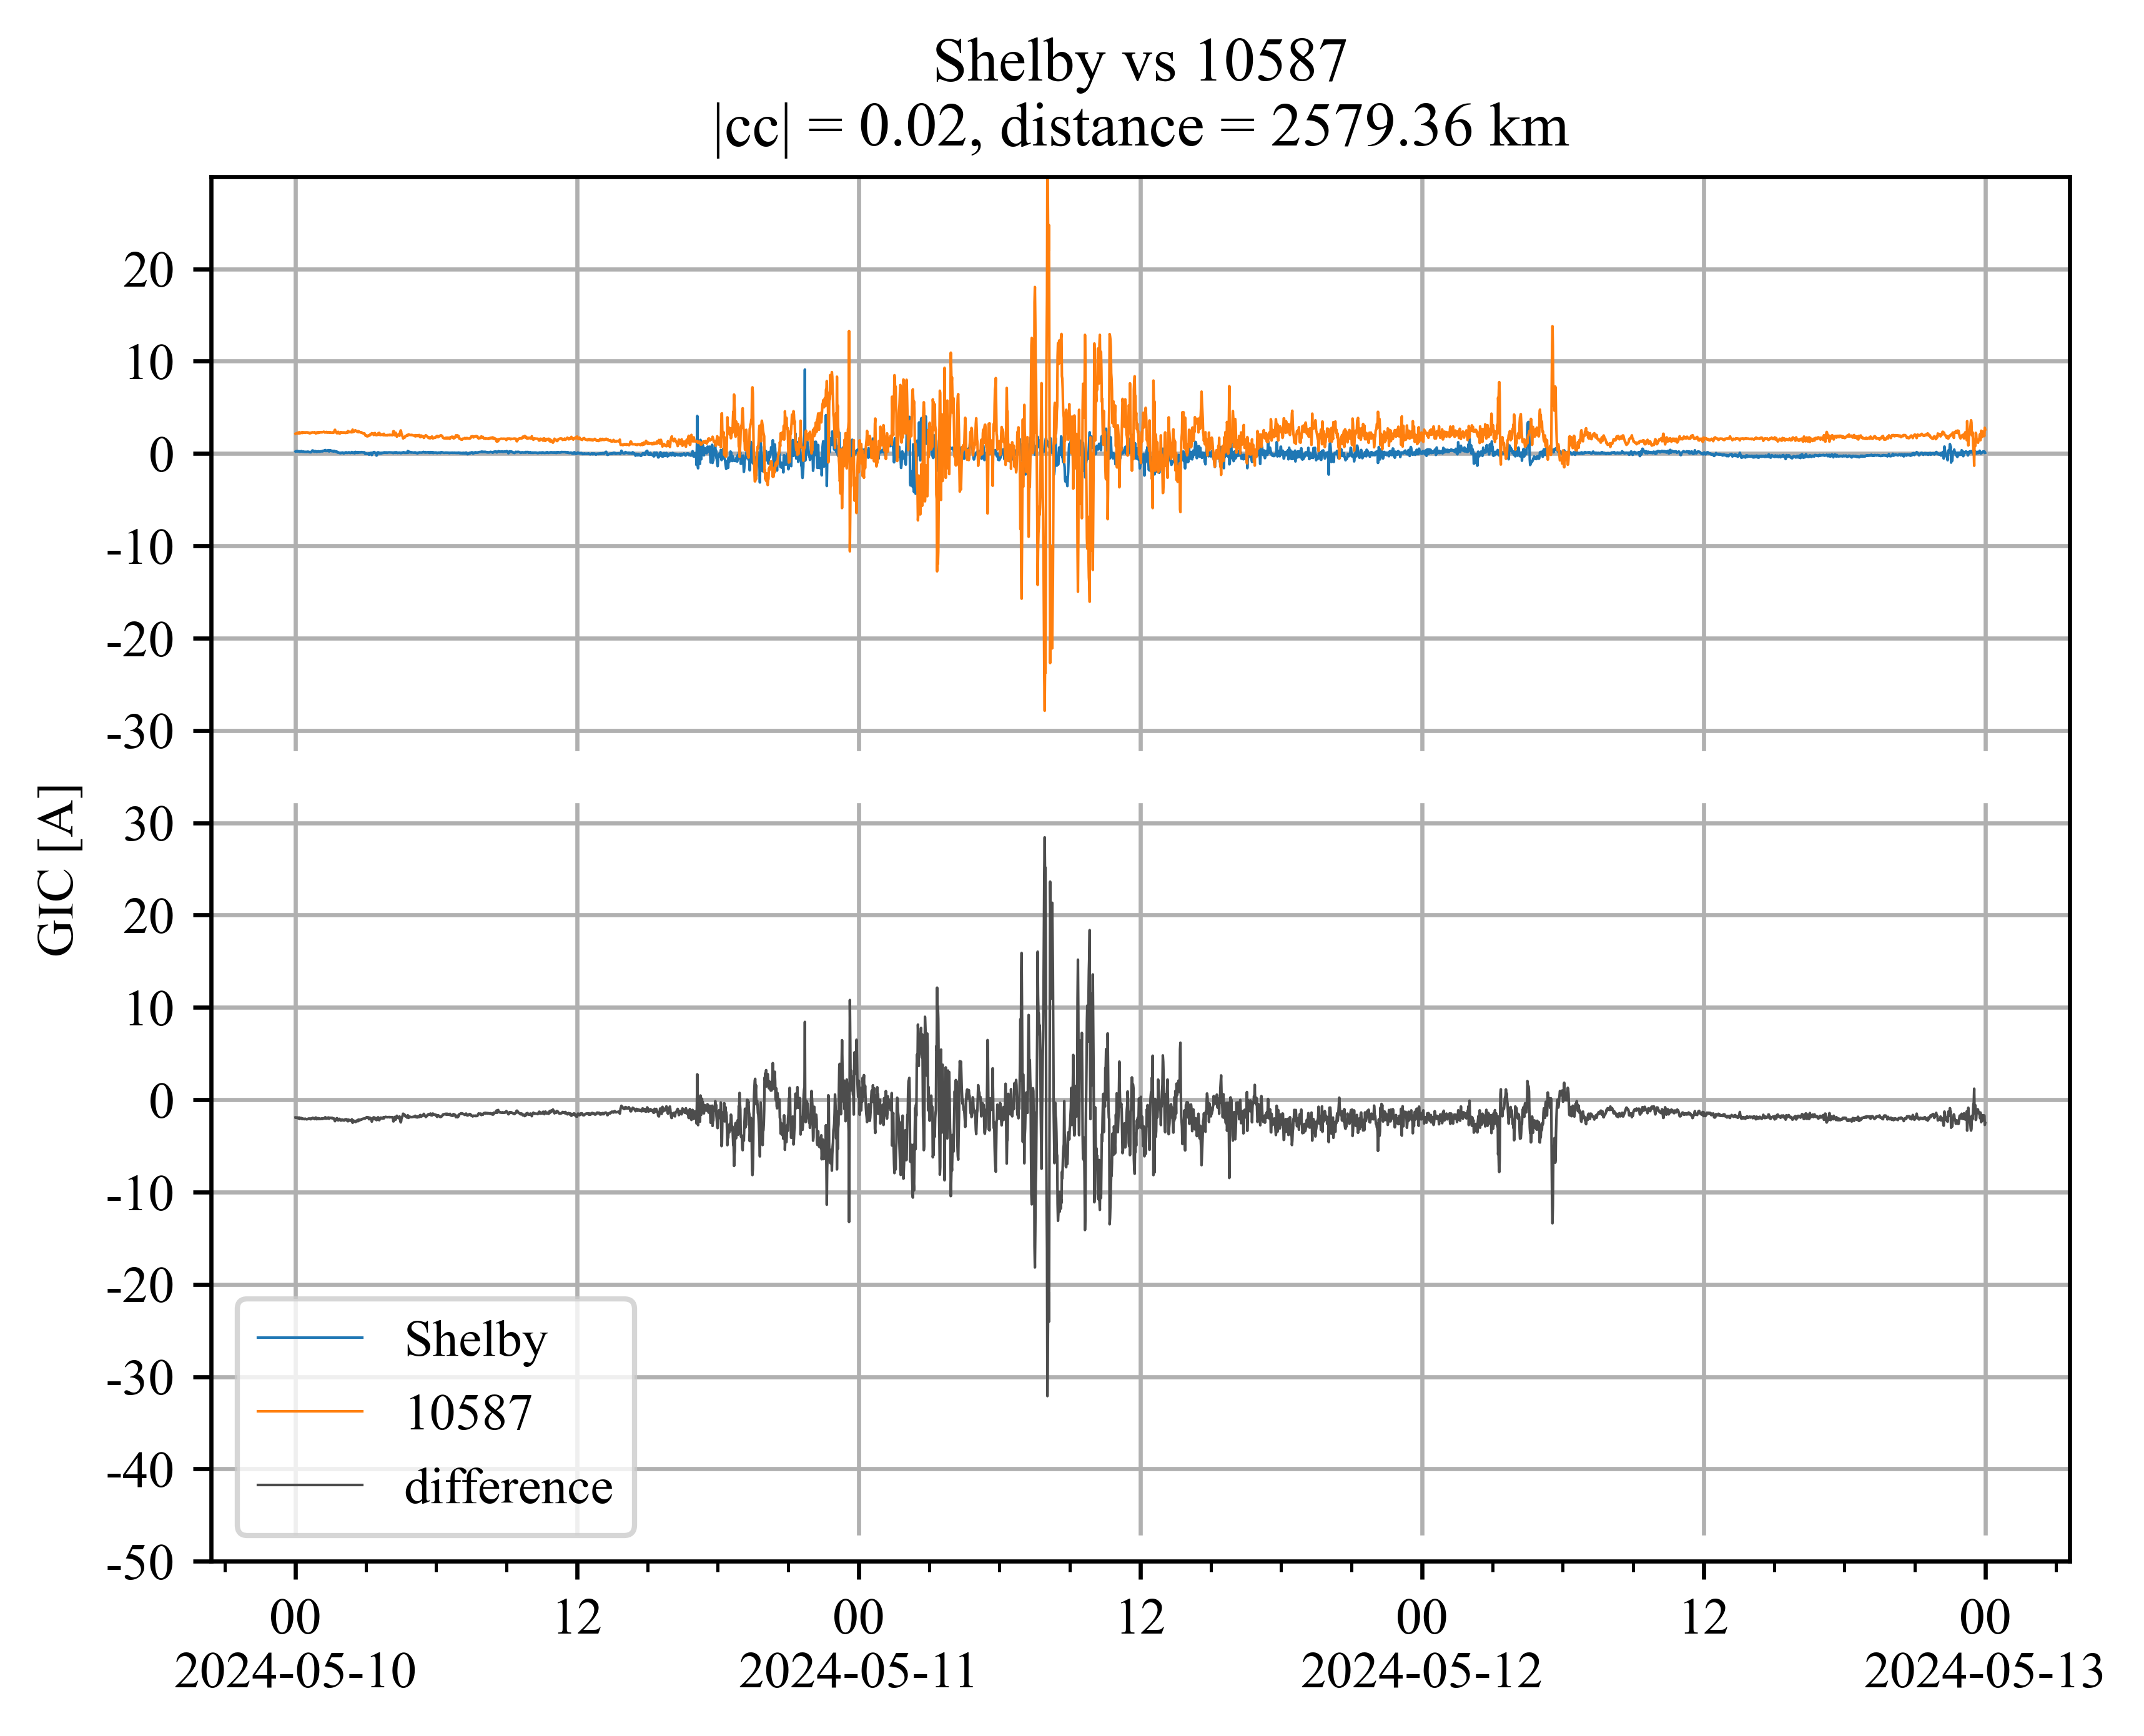 Shelby vs 10587
|cc| = 0.02, distance = 2579.36 km
20
10
0
-10
-20
-30
GIC [A]
30
20
10
0
-10
-20
-30
-40
-50
Shelby
10587
difference
00 12 00 12 00 12 00
2024-05-10 2024-05-11 2024-05-12 2024-05-13